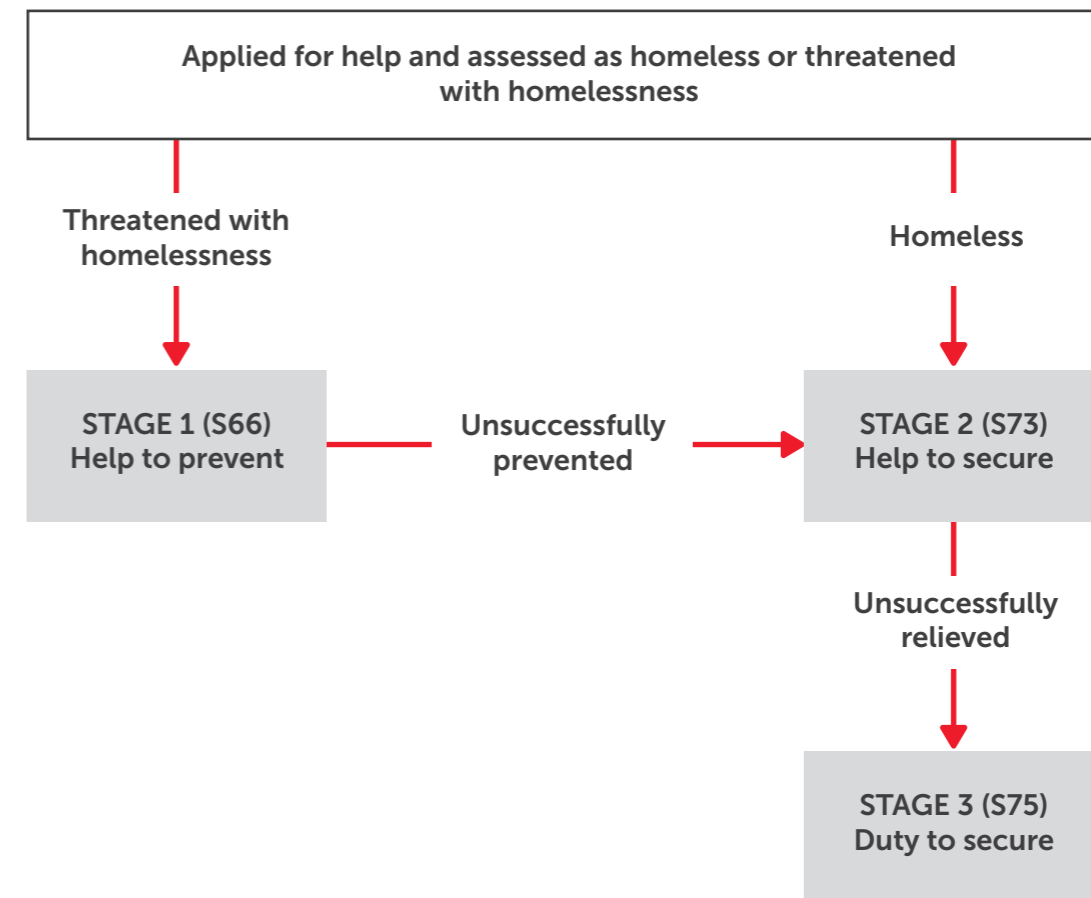 Applied for help and assessed as homeless or threatened
with homelessness
Threatened with
homelessness
Homeless
STAGE 1 (S66)
Help to prevent
Unsuccessfully
prevented
STAGE 2 (S73)
Help to secure
Unsuccessfully
relieved
STAGE 3 (S75)
Duty to secure